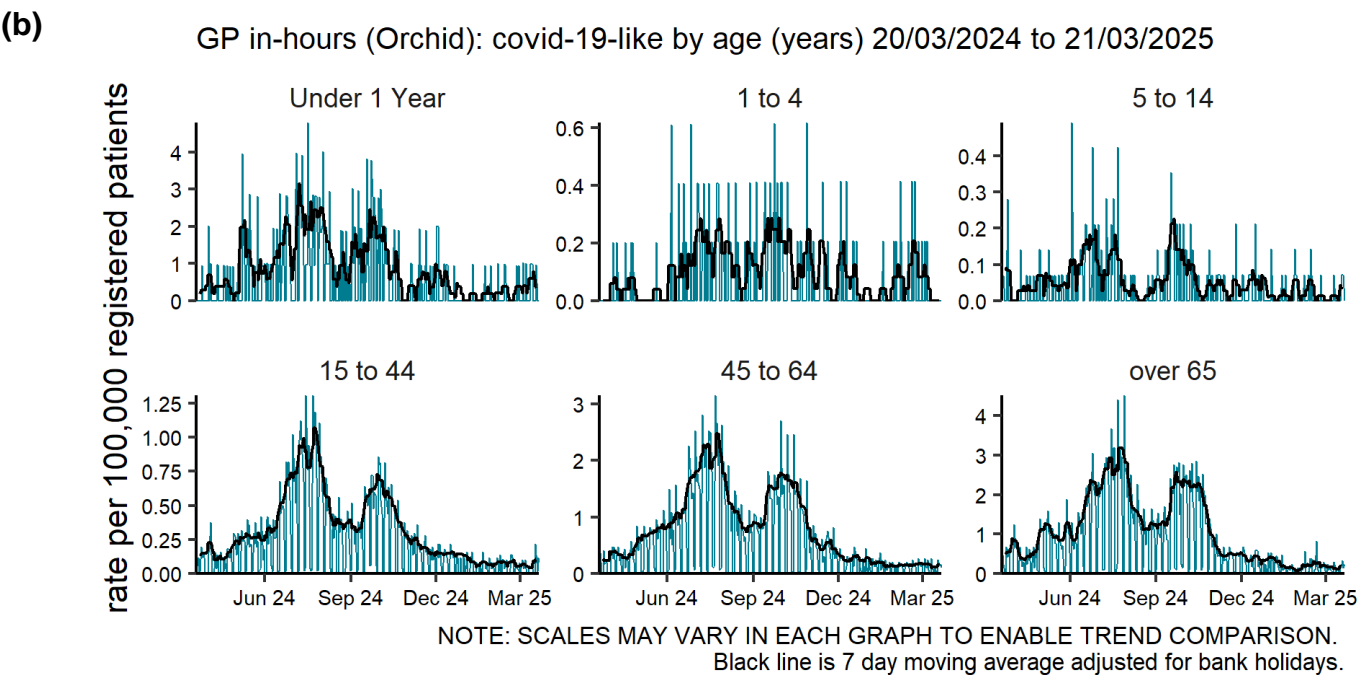 (b)
GP in-hours (Orchid): covid-19-like by age (years) 20/03/2024 to 21/03/2025
rate per 100,000 registered patients
Under 1 Year
1 to 4
5 to 14
4
3
2
1
0
0.6
0.4
0.2
0.0
0.4
0.3
0.2
0.1
0.0
15 to 44
45 to 64
over 65
1.25
1.00
0.75
0.50
0.25
0.00
3
2
1
0
4
3
2
1
0
Jun 24 Sep 24 Dec 24 Mar 25
Jun 24 Sep 24 Dec 24 Mar 25
Jun 24 Sep 24 Dec 24 Mar 25
NOTE: SCALES MAY VARY IN EACH GRAPH TO ENABLE TREND COMPARISON.
Black line is 7 day moving average adjusted for bank holidays.